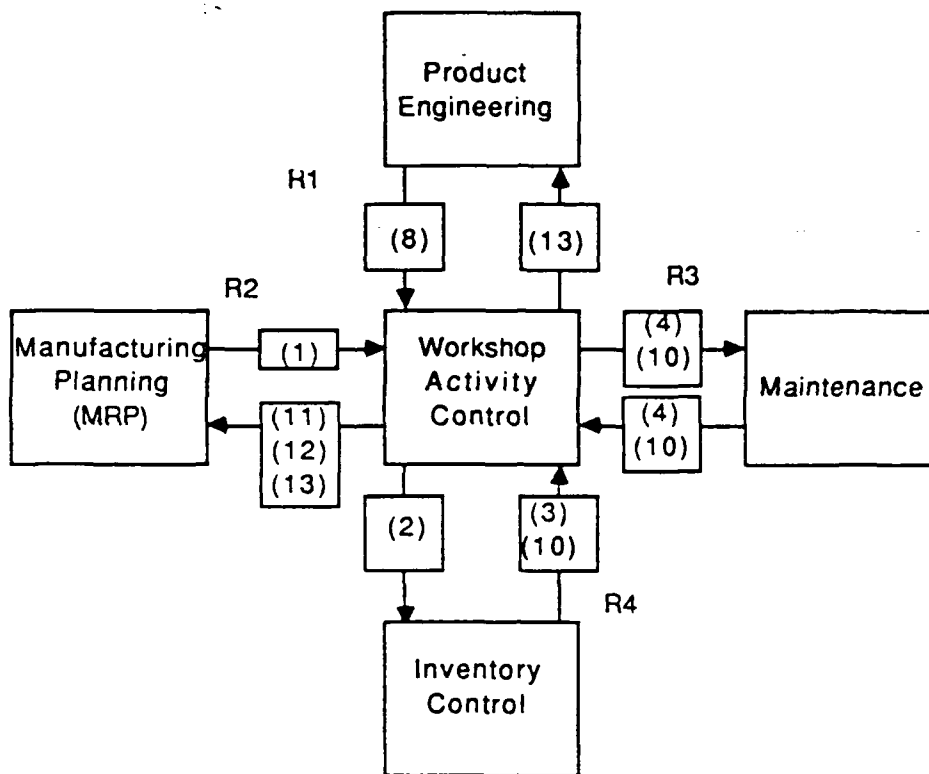 Product
Engineering
R1
(8)
(13)
R2
R3
Manufacturing
Planning
(MRP)
(1)
Workshop
Activity
Control
(4)
(10)
Maintenance
(11)
(12)
(13)
(4)
(10)
(2)
(3)
(10)
R4
Inventory
Control